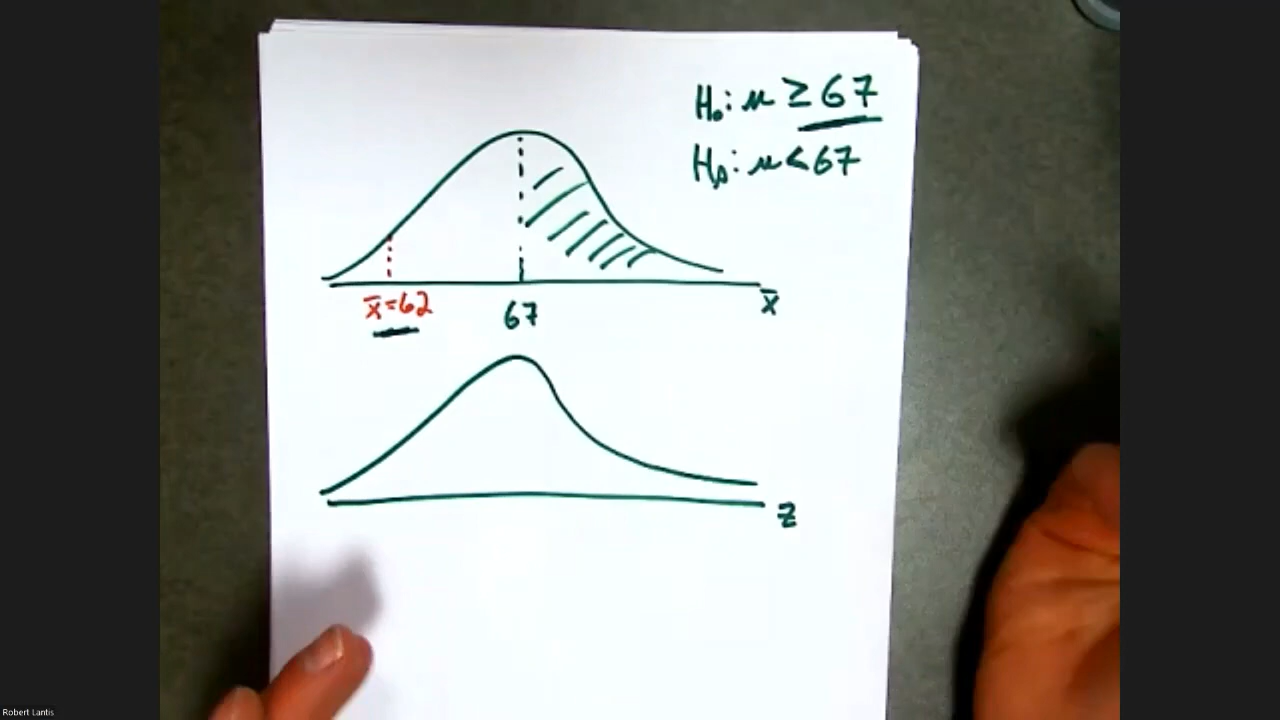 H₀: μ ≥ 67
Hₐ: μ < 67
x̄=62
67
x̄
z
Robert Lantis